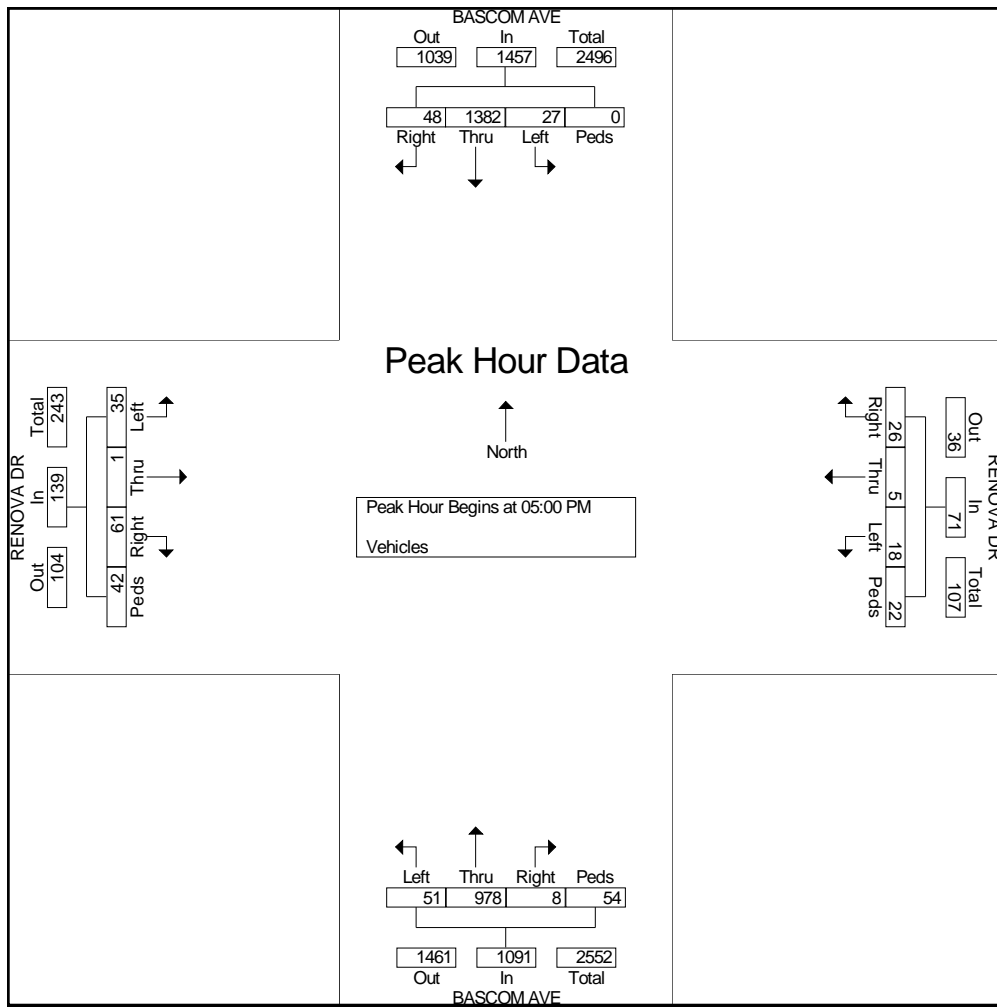 BASCOM AVE
Out In Total
1039 1457 2496
48 1382 27 0
Right Thru Left Peds
Peak Hour Data
North
Peak Hour Begins at 05:00 PM
Vehicles
RENOVA DR
Total In Out
243 139 104
35 1 61 42
Left Thru Right Peds
Right Thru Left Peds
26 5 18 22
Out In Total
36 71 107
RENOVA DR
Left Thru Right Peds
51 978 8 54
1461 1091 2552
Out In Total
BASCOM AVE